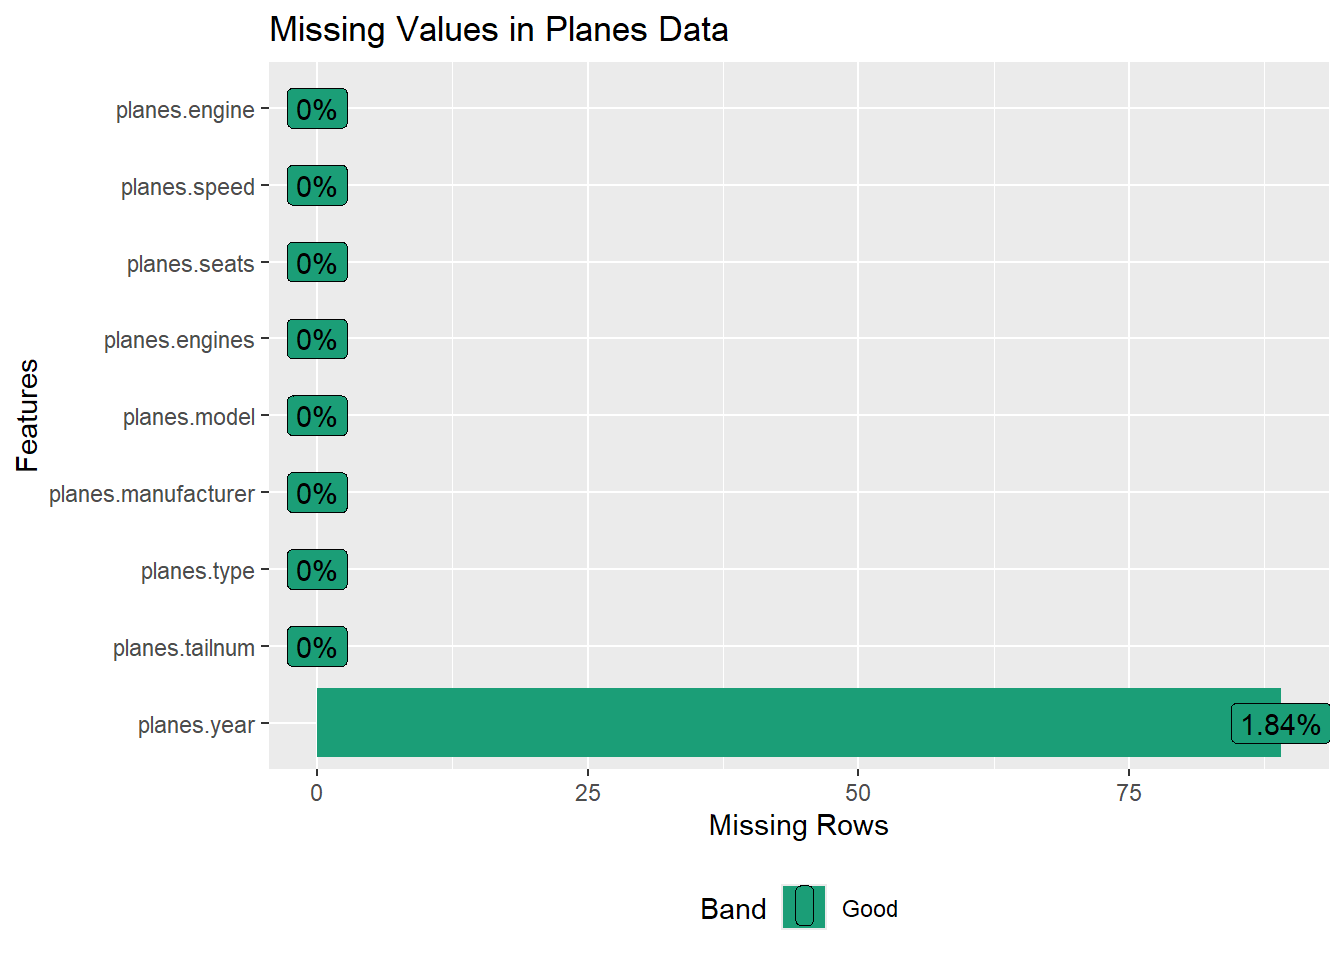 Missing Values in Planes Data
Features
planes.engine 0%
planes.speed 0%
planes.seats 0%
planes.engines 0%
planes.model 0%
planes.manufacturer 0%
planes.type 0%
planes.tailnum 0%
planes.year 1.84%
0 25 50 75
Missing Rows
Band Good